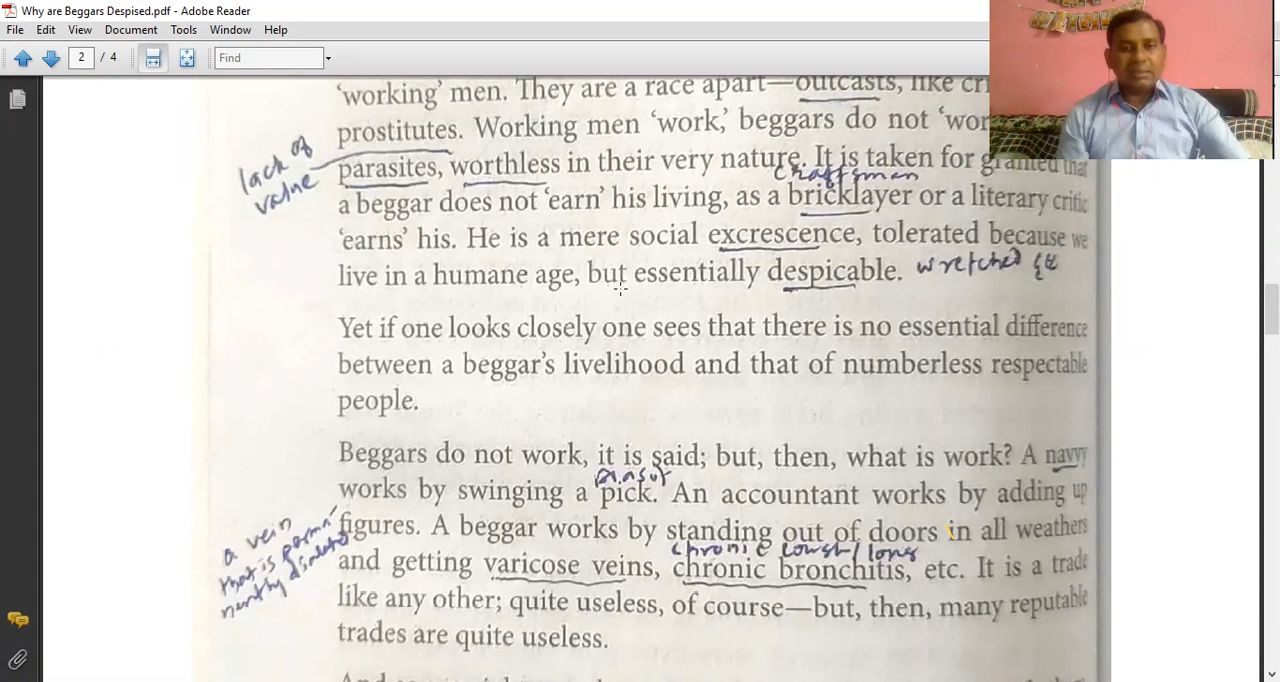 Why are Beggars Despised.pdf - Adobe Reader
File Edit View Document Tools Window Help
2 / 4 Find
‘working’ men. They are a race apart—outcasts, like
prostitutes. Working men ‘work,’ beggars do not
lack of
value
parasites, worthless in their very nature. It is taken for granted that
craftsman
a beggar does not ‘earn’ his living, as a bricklayer or a literary critic
‘earns’ his. He is a mere social excrescence, tolerated because we
live in a humane age, but essentially despicable. wretched
Yet if one looks closely one sees that there is no essential difference
between a beggar’s livelihood and that of numberless respectable
people.
Beggars do not work, it is said; but, then, what is work? A navvy
works by swinging a pick. An accountant works by adding up
figures. A beggar works by standing out of doors in all weathers
a vein
that is
chronic
and getting varicose veins, chronic bronchitis, etc. It is a trade
like any other; quite useless, of course—but, then, many reputable
trades are quite useless.